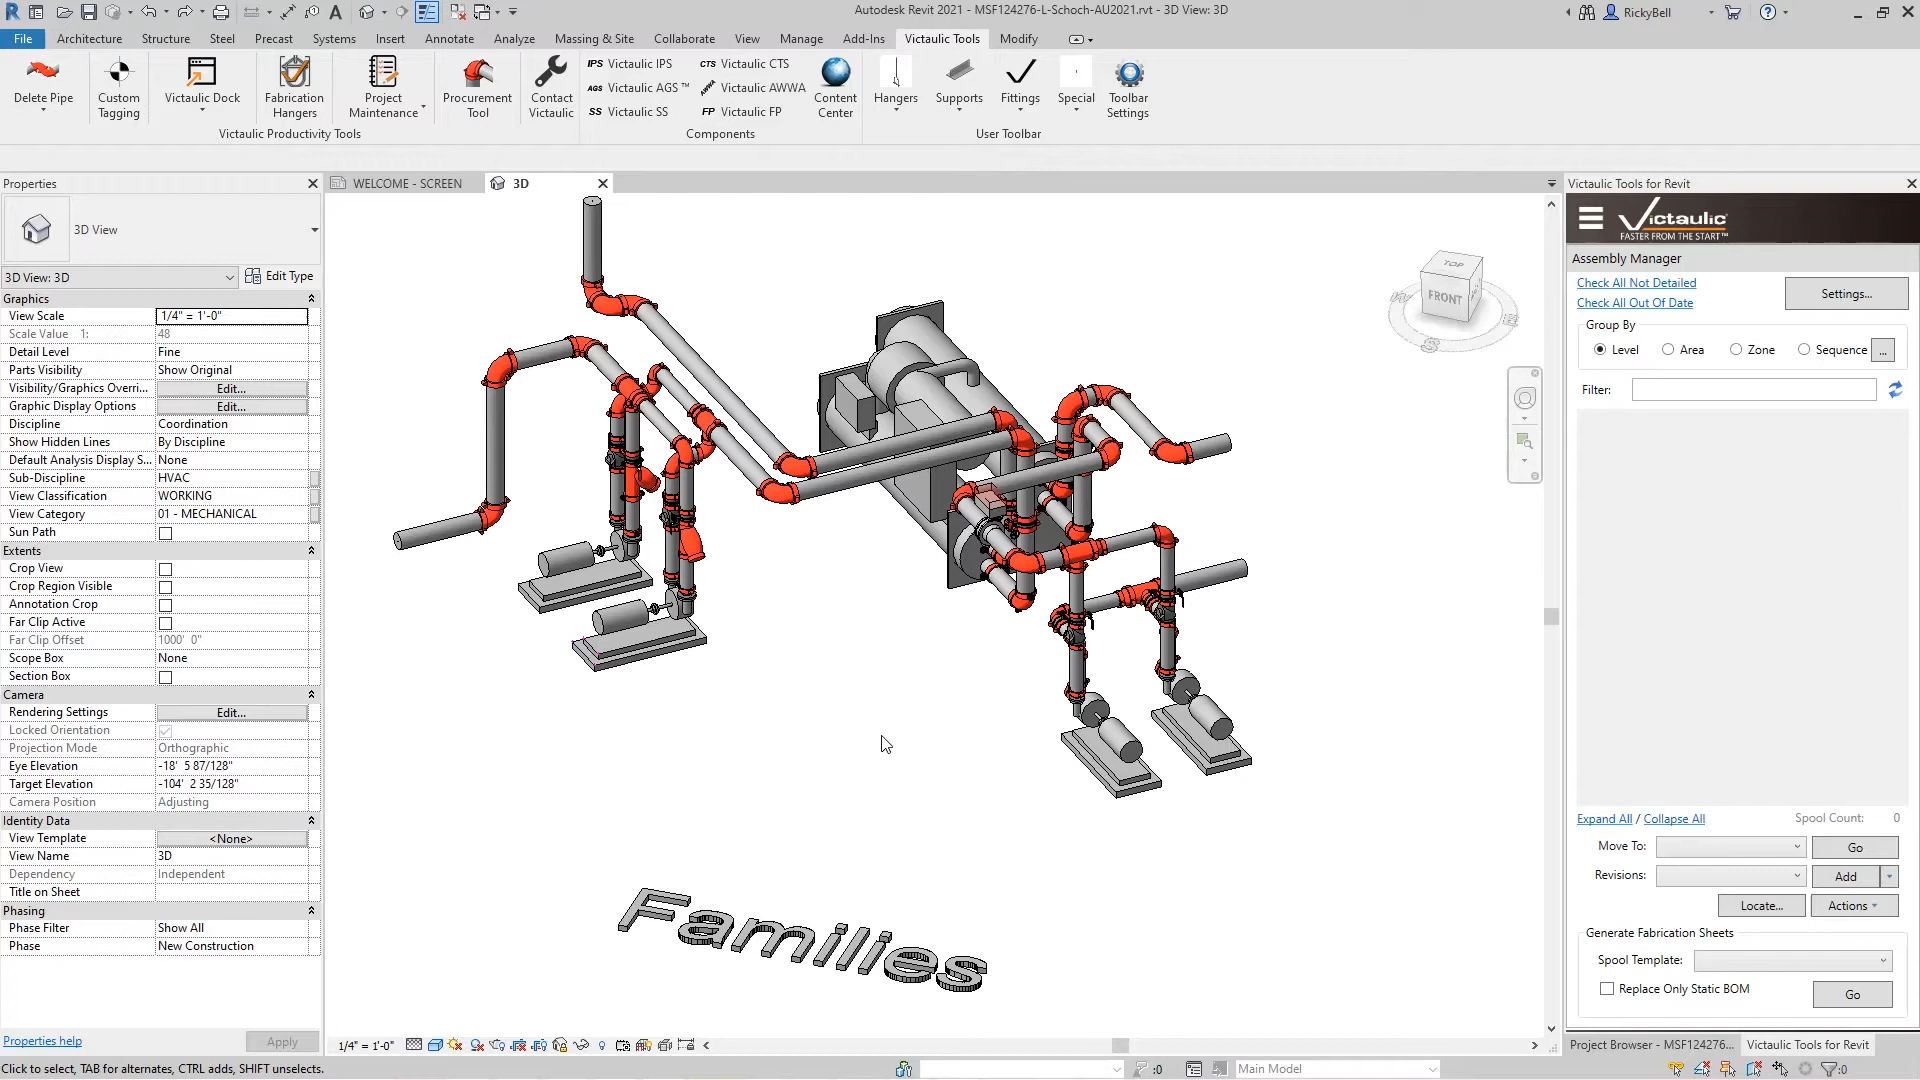 Autodesk Revit 2021 - MSF124276-L-Schoch-AU2021.rvt - 3D View: 3D
RickyBell
File Architecture Structure Steel Precast Systems Insert Annotate Analyze Massing & Site Collaborate View Manage Add-Ins Victaulic Tools Modify
Delete Pipe
Custom Tagging
Victaulic Dock
Fabrication Hangers
Project Maintenance
Procurement Tool
Contact Victaulic
IPS Victaulic IPS
CTS Victaulic CTS
AGS Victaulic AGS ™
Victaulic AWWA
SS Victaulic SS
FP Victaulic FP
Content Center
Hangers
Supports
Fittings
Special
Toolbar Settings
Victaulic Productivity Tools
Components
User Toolbar
Properties
3D View
3D View: 3D
Edit Type
Graphics
View Scale 1/4" = 1'-0"
Scale Value 1: 48
Detail Level Fine
Parts Visibility Show Original
Visibility/Graphics Overri... Edit...
Graphic Display Options Edit...
Discipline Coordination
Show Hidden Lines By Discipline
Default Analysis Display S... None
Sub-Discipline HVAC
View Classification WORKING
View Category 01 - MECHANICAL
Sun Path
Extents
Crop View
Crop Region Visible
Annotation Crop
Far Clip Active
Far Clip Offset 1000' 0"
Scope Box None
Section Box
Camera
Rendering Settings Edit...
Locked Orientation
Projection Mode Orthographic
Eye Elevation -18' 5 87/128"
Target Elevation -104' 2 35/128"
Camera Position Adjusting
Identity Data
View Template <None>
View Name 3D
Dependency Independent
Title on Sheet
Phasing
Phase Filter Show All
Phase New Construction
Properties help
Apply
WELCOME - SCREEN
3D
TOP
FRONT
S
Families
1/4" = 1'-0"
Victaulic Tools for Revit
Victaulic
FASTER FROM THE START™
Assembly Manager
Check All Not Detailed
Check All Out Of Date
Settings...
Group By
Level Area Zone Sequence ...
Filter:
Expand All / Collapse All
Spool Count: 0
Move To: Go
Revisions: Add
Locate... Actions
Generate Fabrication Sheets
Spool Template:
Replace Only Static BOM
Go
Project Browser - MSF124276...
Victaulic Tools for Revit
Click to select, TAB for alternates, CTRL adds, SHIFT unselects.
:0
Main Model
:0